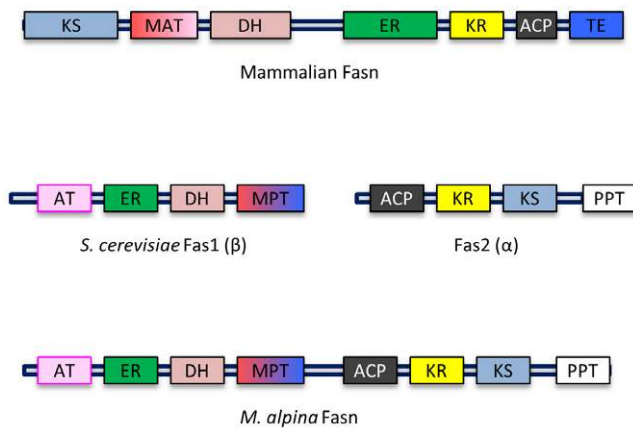 KS MAT DH ER KR ACP TE
Mammalian Fasn
AT ER DH MPT ACP KR KS PPT
S. cerevisiae Fas1 (β) Fas2 (α)
AT ER DH MPT ACP KR KS PPT
M. alpina Fasn